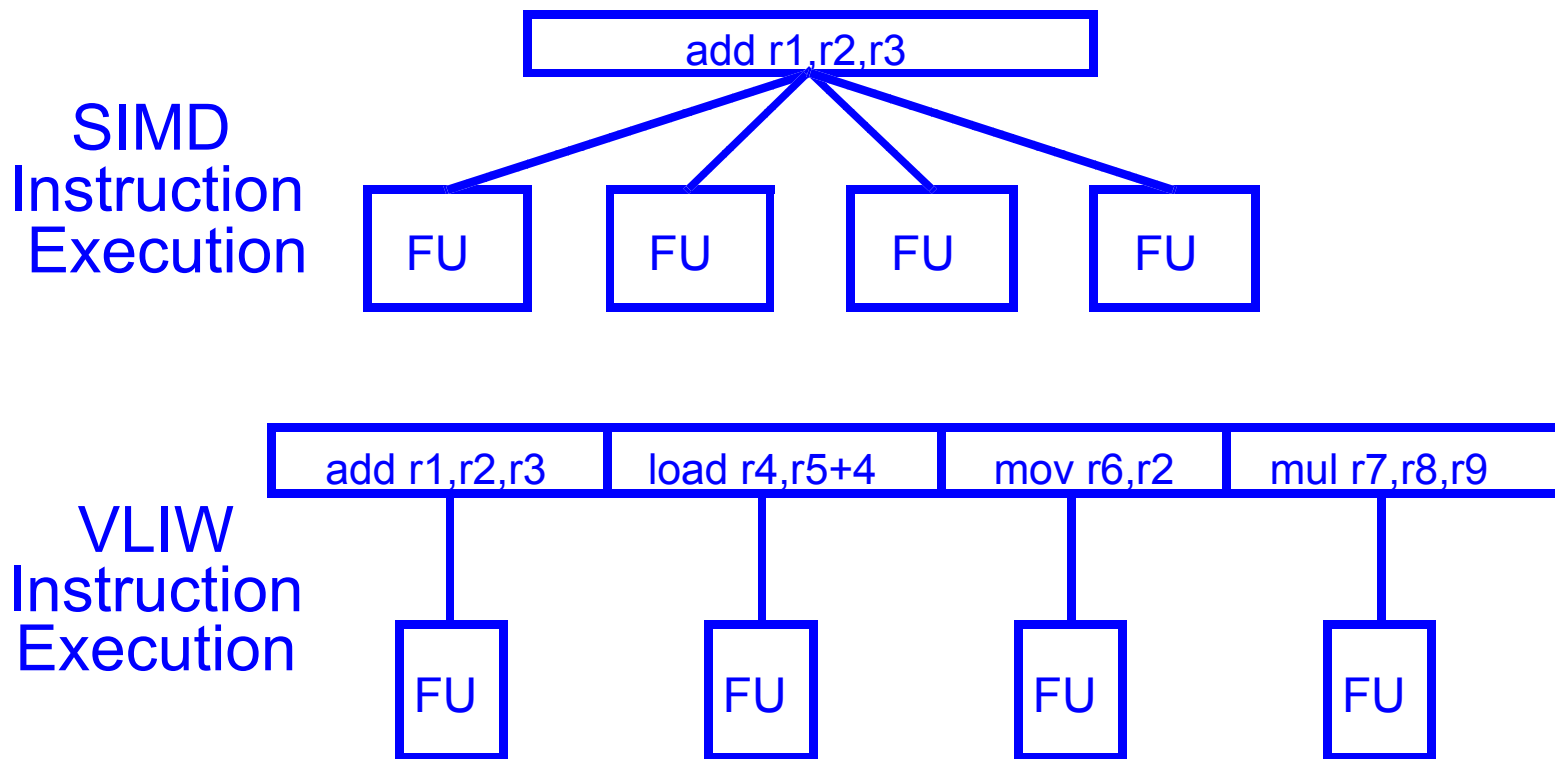 add r1,r2,r3
SIMD
Instruction
Execution
FU FU FU FU
add r1,r2,r3 load r4,r5+4 mov r6,r2 mul r7,r8,r9
VLIW
Instruction
Execution
FU FU FU FU